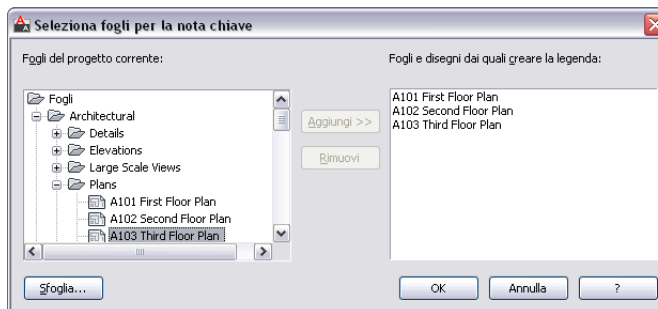 Seleziona fogli per la nota chiave
Fogli del progetto corrente:
Fogli
Architectural
Details
Elevations
Large Scale Views
Plans
A101 First Floor Plan
A102 Second Floor Plan
A103 Third Floor Plan
Sfoglia...
Aggiungi >>
Rimuovi
Fogli e disegni dai quali creare la legenda:
A101 First Floor Plan
A102 Second Floor Plan
A103 Third Floor Plan
OK
Annulla
?